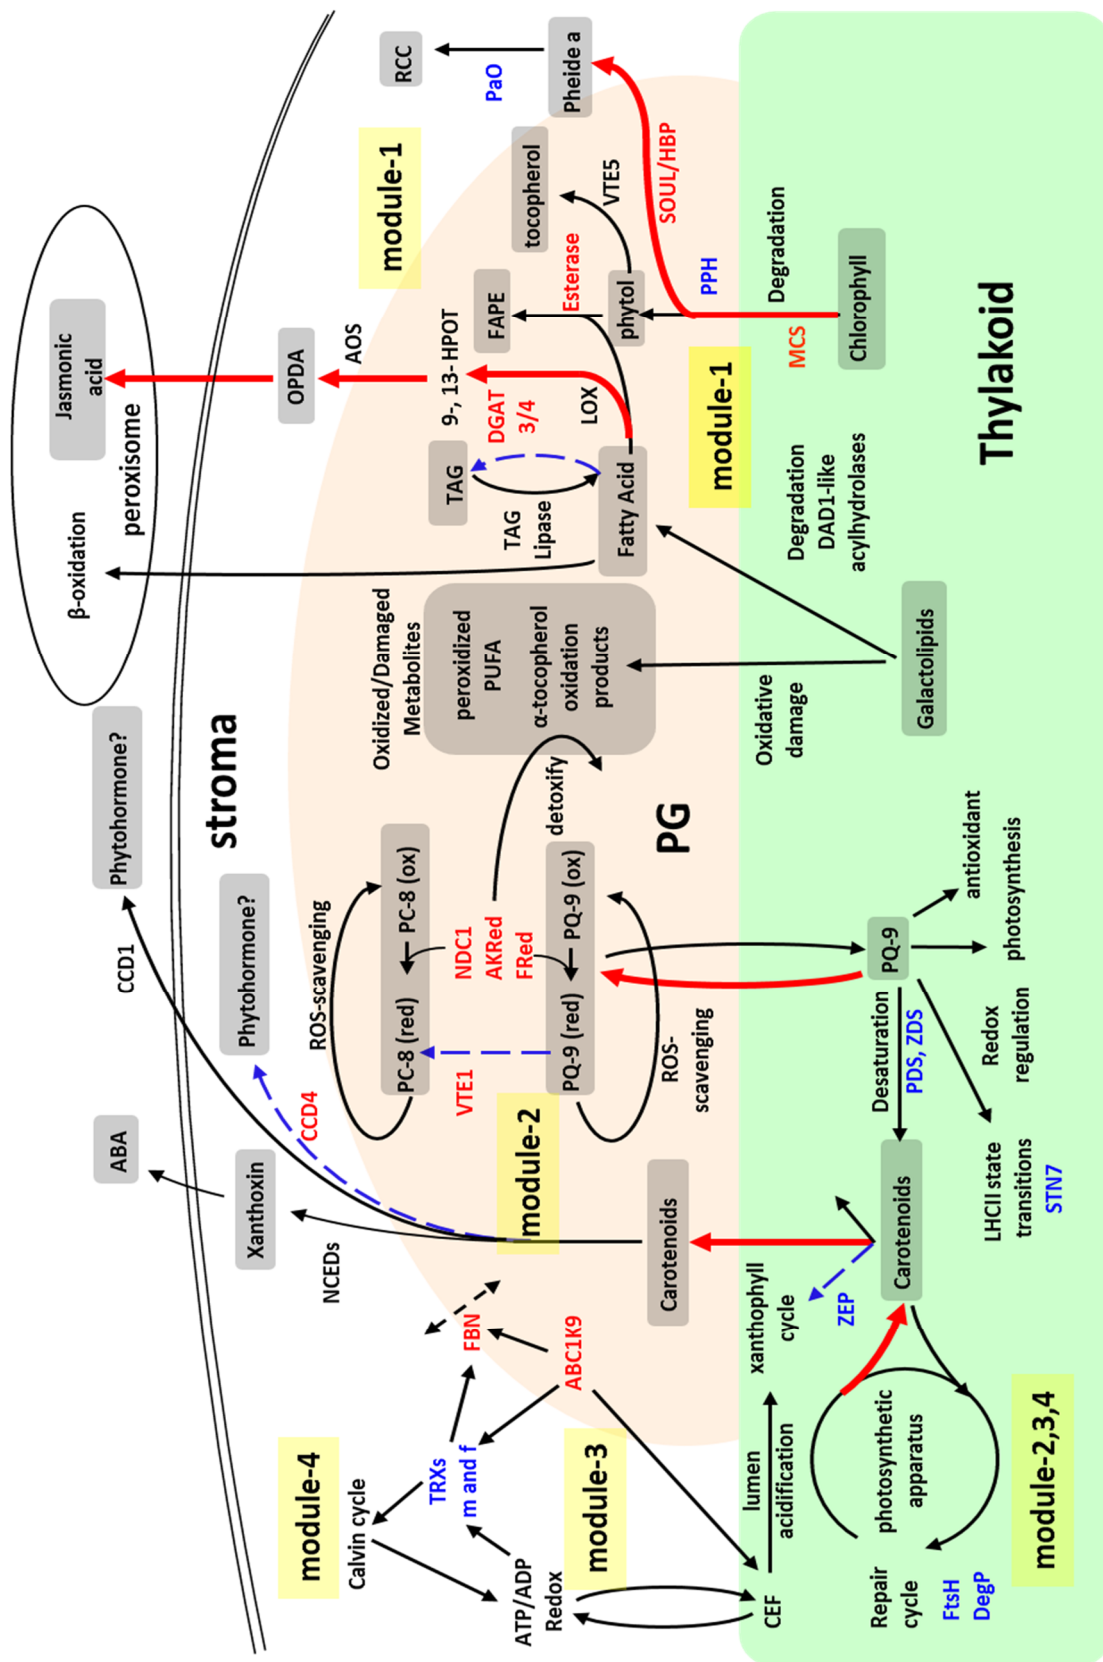 β-oxidation
peroxisome
Jasmonic
acid
Phytohormone?
CCD1
ABA
stroma
Phytohormone?
CCD4
Xanthoxin
NCEDs
OPDA
AOS
9-, 13- HPOT
module-1
RCC
PaO
Pheide a
module-4
Calvin cycle
TRXs
m and f
FBN
ABC1K9
ATP/ADP
Redox
module-3
module-2
ROS-scavenging
PC-8 (red)
PC-8 (ox)
VTE1
NDC1
AKRed
FRed
PQ-9 (red)
PQ-9 (ox)
ROS-
scavenging
detoxify
Oxidized/Damaged
Metabolites
peroxidized
PUFA
α-tocopherol
oxidation
products
PG
TAG
TAG
Lipase
DGAT
3/4
LOX
Fatty Acid
FAPE
Esterase
phytol
tocopherol
VTE5
SOUL/HBP
PPH
module-1
Carotenoids
CEF
lumen
acidification
xanthophyll
cycle
ZEP
Repair
cycle
FtsH
DegP
photosynthetic
apparatus
module-2,3,4
Carotenoids
Desaturation
PDS, ZDS
PQ-9
LHCII state
transitions
STN7
Redox
regulation
photosynthesis
antioxidant
Oxidative
damage
Galactolipids
Degradation
DAD1-like
acylhydrolases
MCS
Degradation
Chlorophyll
Thylakoid